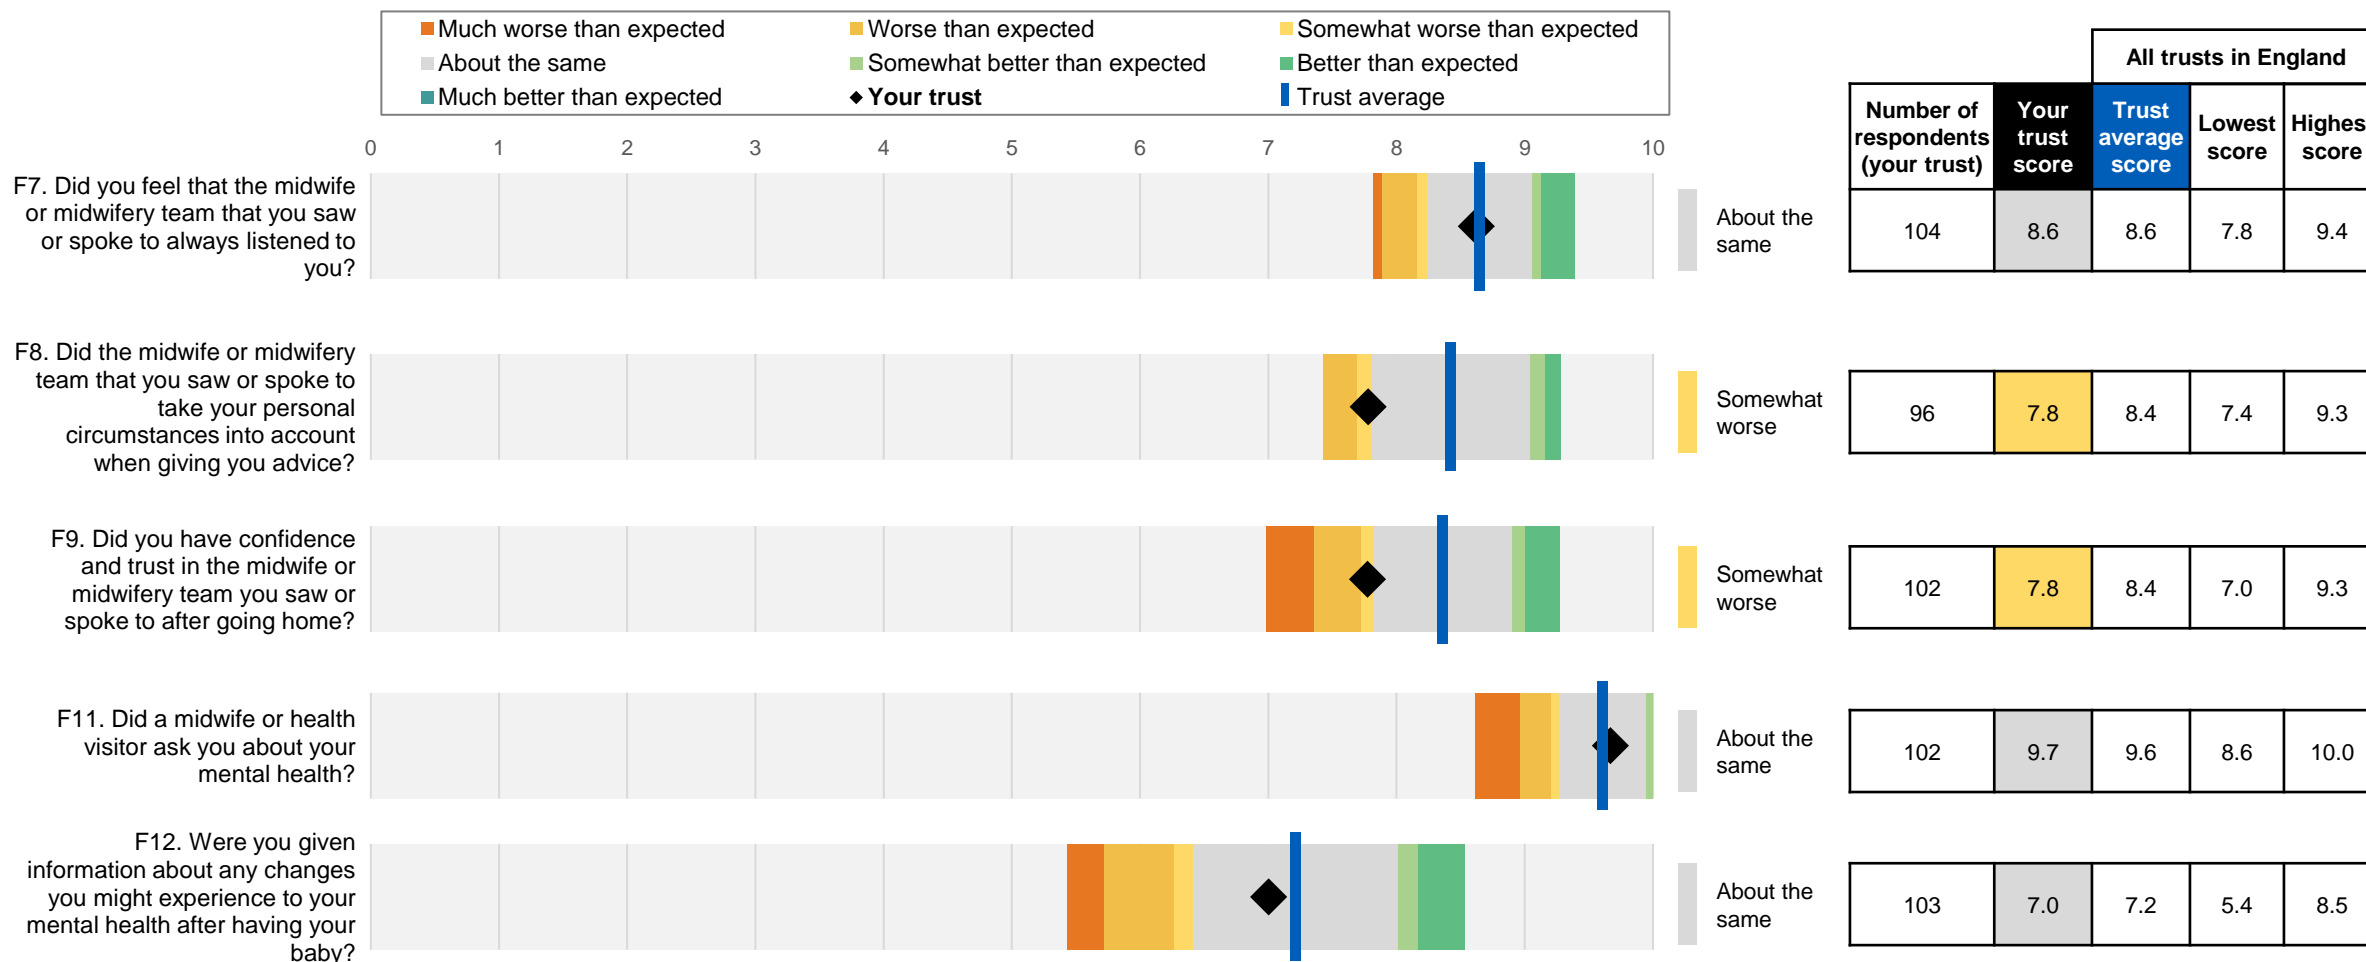 Much worse than expected
Worse than expected
Somewhat worse than expected
About the same
Somewhat better than expected
Better than expected
Much better than expected
Your trust
Trust average
All trusts in England
Number of
respondents
(your trust)
Your
trust
score
Trust
average
score
Lowest
score
Highes
score
0 1 2 3 4 5 6 7 8 9 10
F7. Did you feel that the midwife
or midwifery team that you saw
or spoke to always listened to
you?
About the
same
104 8.6 8.6 7.8 9.4
F8. Did the midwife or midwifery
team that you saw or spoke to
take your personal
circumstances into account
when giving you advice?
Somewhat
worse
96 7.8 8.4 7.4 9.3
F9. Did you have confidence
and trust in the midwife or
midwifery team you saw or
spoke to after going home?
Somewhat
worse
102 7.8 8.4 7.0 9.3
F11. Did a midwife or health
visitor ask you about your
mental health?
About the
same
102 9.7 9.6 8.6 10.0
F12. Were you given
information about any changes
you might experience to your
mental health after having your
baby?
About the
same
103 7.0 7.2 5.4 8.5